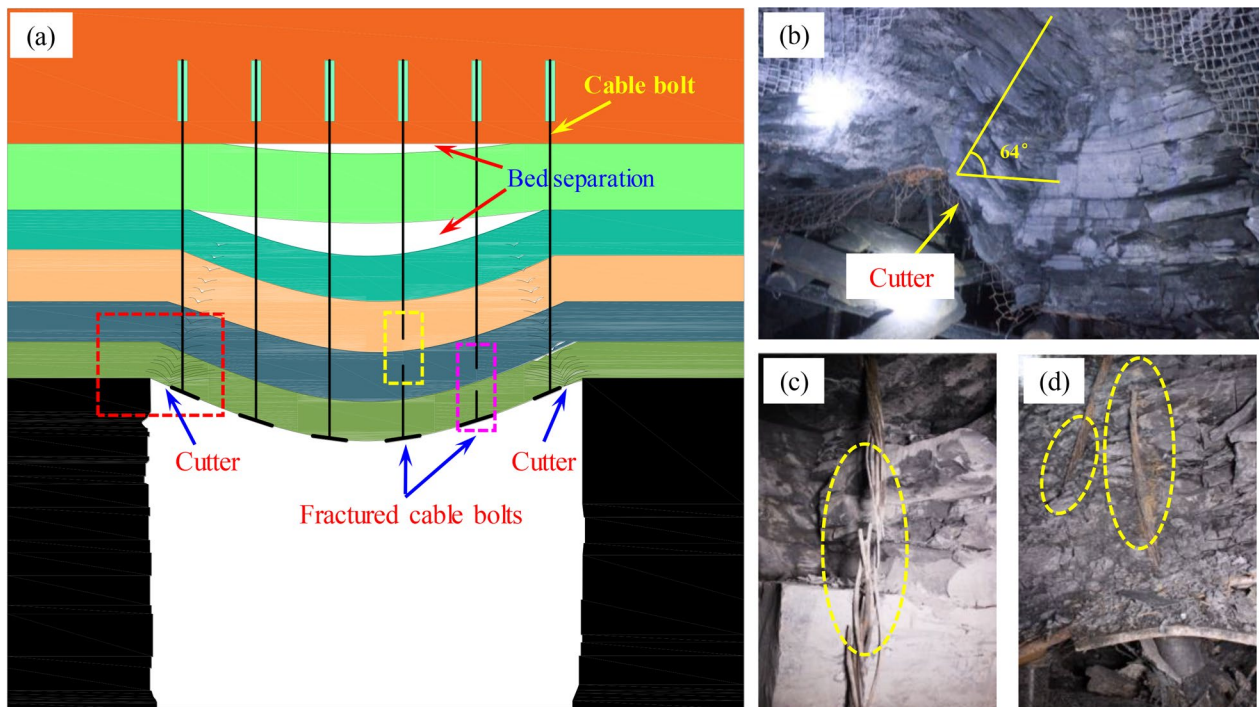 (a)
Cable bolt
Bed separation
Cutter
Cutter
Fractured cable bolts
(b)
64°
Cutter
(c)
(d)